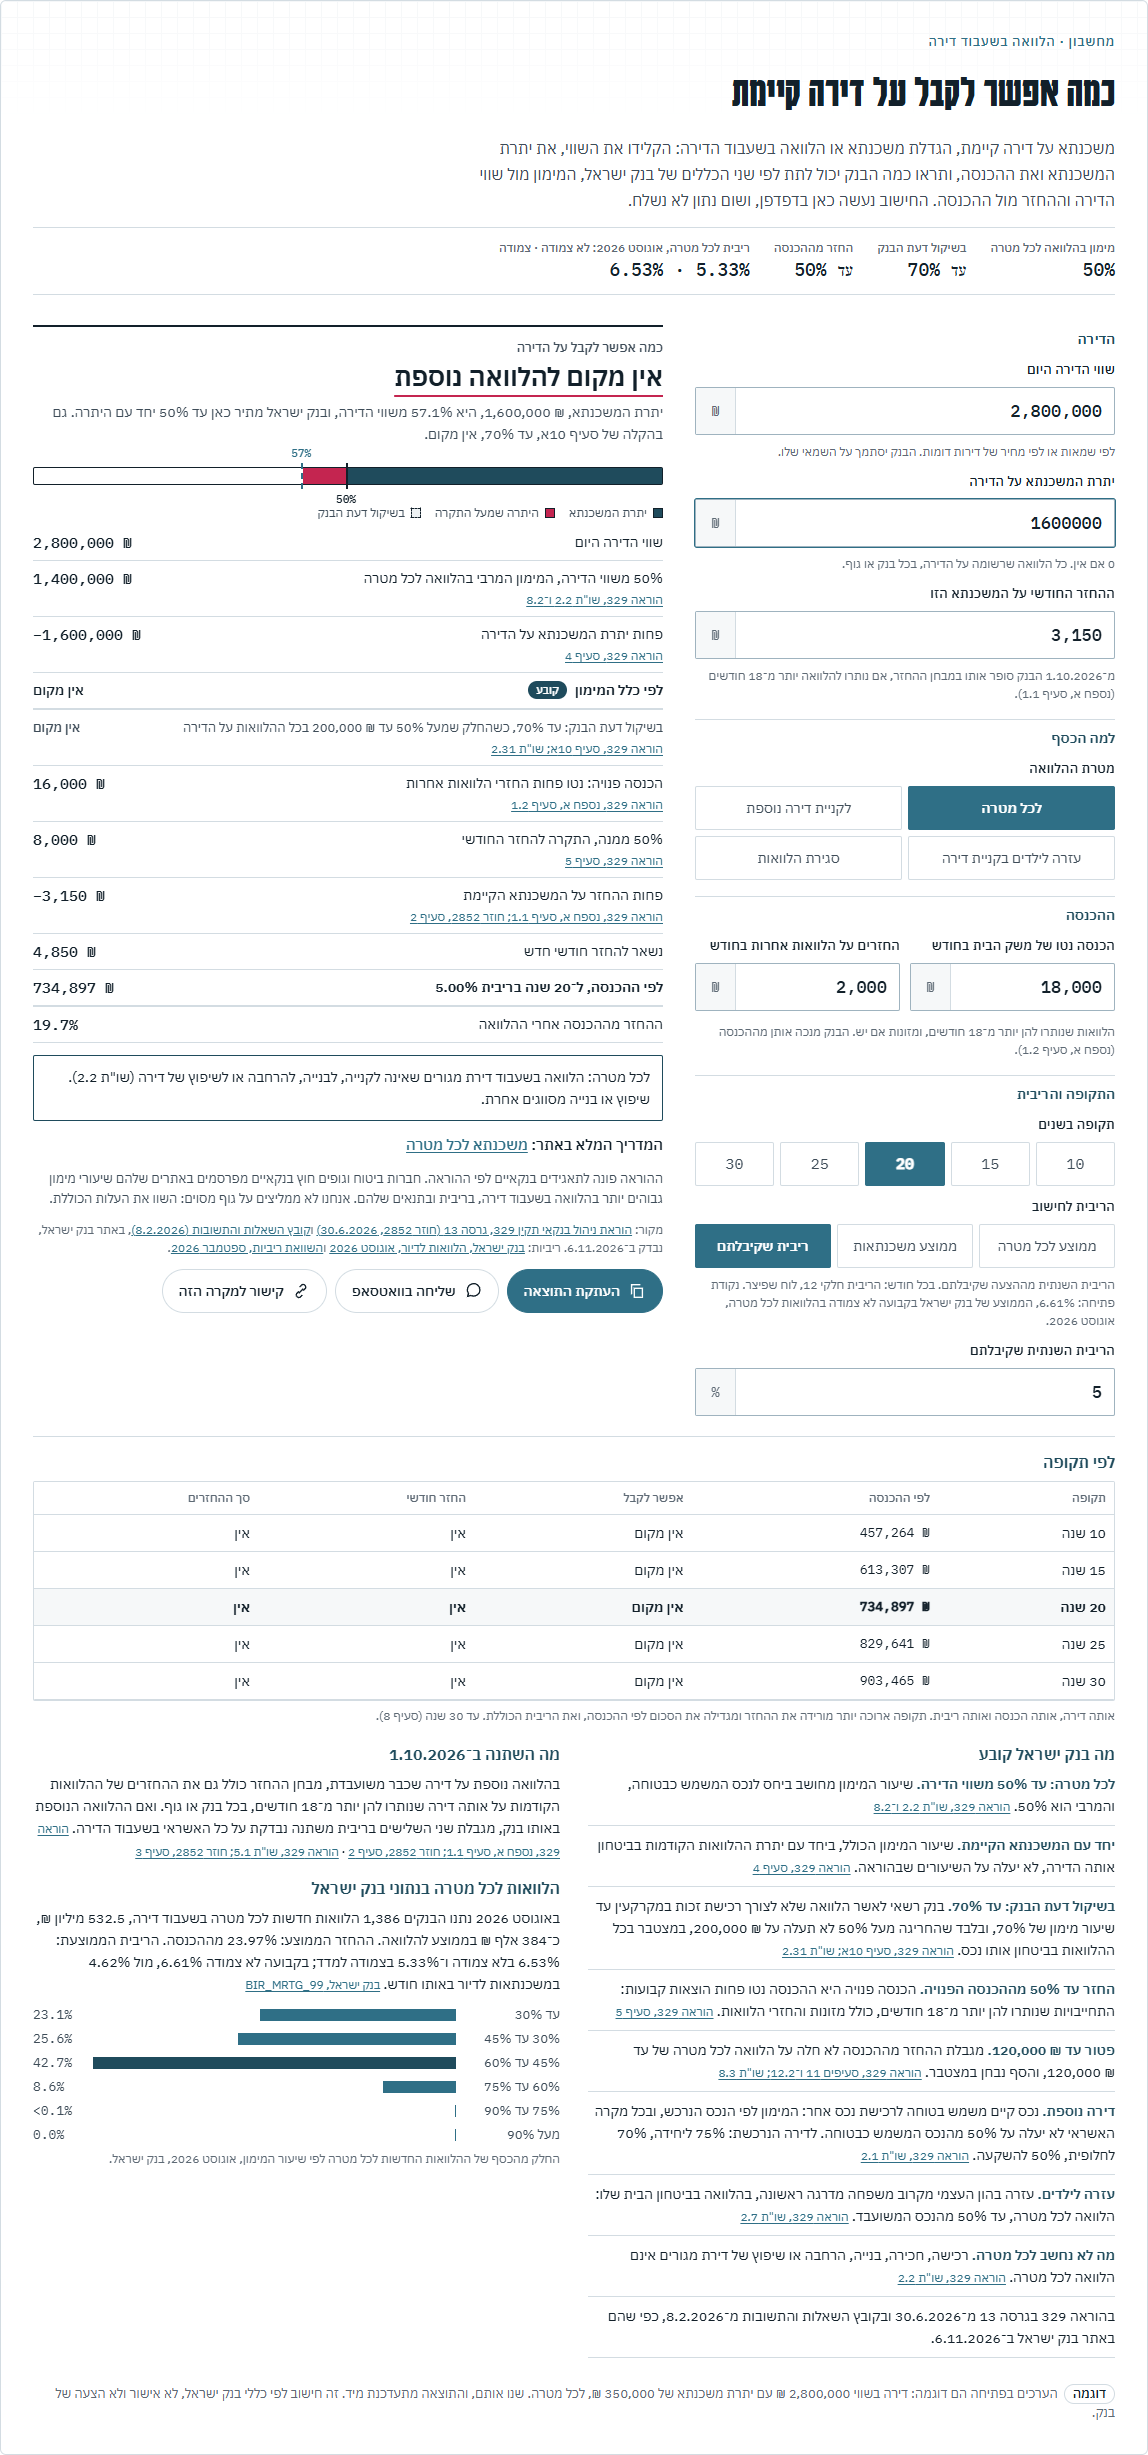 מחשבון · הלוואה בשעבוד דירה
כמה אפשר לקבל על דירה קיימת
משכנתא על דירה קיימת, הגדלת משכנתא או הלוואה בשעבוד הדירה: הקלידו את השווי, את יתרת
המשכנתא ואת ההכנסה, ותראו כמה הבנק יכול לתת לפי שני הכללים של בנק ישראל, המימון מול שווי
הדירה וההחזר מול ההכנסה. החישוב נעשה כאן בדפדפן, ושום נתון לא נשלח.
מימון בהלוואה לכל מטרה
50%
בשיקול דעת הבנק
עד 70%
החזר מההכנסה
עד 50%
ריבית לכל מטרה, אוגוסט 2026: לא צמודה · צמודה
5.33% · 6.53%
הדירה
שווי הדירה היום
2,800,000 ₪
לפי שמאות או לפי מחיר של דירות דומות. הבנק יסתמך על השמאי שלו.
יתרת המשכנתא על הדירה
1600000 ₪
0 אם אין. כל הלוואה שרשומה על הדירה, בכל בנק או גוף.
ההחזר החודשי על המשכנתא הזו
3,150 ₪
מ־1.10.2026 הבנק סופר אותו במבחן ההחזר, אם נותרו להלוואה יותר מ־18 חודשים
(נספח א, סעיף 1.1).
למה הכסף
מטרת ההלוואה
לכל מטרה
לקניית דירה נוספת
עזרה לילדים בקניית דירה
סגירת הלוואות
ההכנסה
הכנסה נטו של משק הבית בחודש
18,000 ₪
החזרים על הלוואות אחרות בחודש
2,000 ₪
הלוואות שנותרו להן יותר מ־18 חודשים, ומזונות אם יש. הבנק מנכה אותן מההכנסה
(נספח א, סעיף 1.2).
התקופה והריבית
תקופה בשנים
10
15
20
25
30
הריבית לחישוב
ממוצע לכל מטרה
ממוצע משכנתאות
ריבית שקיבלתם
הריבית השנתית מההצעה שקיבלתם. בכל חודש: הריבית חלקי 12, לוח שפיצר. נקודת
פתיחה: 6.61%, הממוצע של בנק ישראל בקבועה לא צמודה בהלוואות לכל מטרה,
אוגוסט 2026.
הריבית השנתית שקיבלתם
5 %
כמה אפשר לקבל על הדירה
אין מקום להלוואה נוספת
יתרת המשכנתא, 1,600,000 ₪, היא 57.1% משווי הדירה, ובנק ישראל מתיר כאן עד 50% יחד עם היתרה. גם
בהקלה של סעיף 10א, עד 70%, אין מקום.
57%
50%
יתרת המשכנתא
היתרה שמעל התקרה
בשיקול דעת הבנק
שווי הדירה היום
2,800,000 ₪
50% משווי הדירה, המימון המרבי בהלוואה לכל מטרה
1,400,000 ₪
הוראה 329, שו"ת 2.2 ו־8.2
פחות יתרת המשכנתא על הדירה
−1,600,000 ₪
הוראה 329, סעיף 4
לפי כלל המימון קובע
אין מקום
בשיקול דעת הבנק: עד 70%, כשהחלק שמעל 50% עד 200,000 ₪ בכל ההלוואות על הדירה
אין מקום
הוראה 329, סעיף 10א; שו"ת 2.31
הכנסה פנויה: נטו פחות החזרי הלוואות אחרות
16,000 ₪
הוראה 329, נספח א, סעיף 1.2
50% ממנה, התקרה להחזר החודשי
8,000 ₪
הוראה 329, סעיף 5
פחות ההחזר על המשכנתא הקיימת
−3,150 ₪
הוראה 329, נספח א, סעיף 1.1; חוזר 2852, סעיף 2
נשאר להחזר חודשי חדש
4,850 ₪
לפי ההכנסה, ל־20 שנה בריבית 5.00%
734,897 ₪
ההחזר מההכנסה אחרי ההלוואה
19.7%
לכל מטרה: הלוואה בשעבוד דירת מגורים שאינה לקנייה, לבנייה, להרחבה או לשיפוץ של דירה (שו"ת 2.2).
שיפוץ או בנייה מסווגים אחרת.
המדריך המלא באתר: משכנתא לכל מטרה
ההוראה פונה לתאגידים בנקאיים לפי ההוראה. חברות ביטוח וגופים חוץ בנקאיים מפרסמים באתרים שלהם שיעורי מימון
גבוהים יותר בהלוואה בשעבוד דירה, בריבית ובתנאים שלהם. אנחנו לא ממליצים על גוף מסוים: השוו את העלות הכוללת.
מקור: הוראת ניהול בנקאי תקין 329, גרסה 13 (חוזר 2852, 30.6.2026) וקובץ השאלות והתשובות (8.2.2026), באתר בנק ישראל,
נבדק ב־6.11.2026. ריביות: בנק ישראל, הלוואות לדיור, אוגוסט 2026 והשוואת ריביות, ספטמבר 2026.
העתקת התוצאה
שליחה בוואטסאפ
קישור למקרה הזה
לפי תקופה
תקופה לפי ההכנסה אפשר לקבל החזר חודשי סך ההחזרים
10 שנה 457,264 ₪ אין מקום אין אין
15 שנה 613,307 ₪ אין מקום אין אין
20 שנה 734,897 ₪ אין מקום אין אין
25 שנה 829,641 ₪ אין מקום אין אין
30 שנה 903,465 ₪ אין מקום אין אין
אותה דירה, אותה הכנסה ואותה ריבית. תקופה ארוכה יותר מורידה את ההחזר ומגדילה את הסכום לפי ההכנסה, ואת הריבית הכוללת. עד 30 שנה (סעיף 8).
מה בנק ישראל קובע
לכל מטרה: עד 50% משווי הדירה. שיעור המימון מחושב ביחס לנכס המשמש כבטוחה,
והמרבי הוא 50%. הוראה 329, שו"ת 2.2 ו־8.2
יחד עם המשכנתא הקיימת. שיעור המימון הכולל, ביחד עם יתרת ההלוואות הקודמות בביטחון
אותה הדירה, לא יעלה על השיעורים שבהוראה. הוראה 329, סעיף 4
בשיקול דעת הבנק: עד 70%. בנק רשאי לאשר הלוואה שלא לצורך רכישת זכות במקרקעין עד
שיעור מימון של 70%, ובלבד שהחריגה מעל 50% לא תעלה על 200,000 ₪, במצטבר בכל
ההלוואות בביטחון אותו נכס. הוראה 329, סעיף 10א; שו"ת 2.31
החזר עד 50% מההכנסה הפנויה. הכנסה פנויה היא ההכנסה נטו פחות הוצאות קבועות:
התחייבויות שנותרו להן יותר מ־18 חודשים, כולל מזונות והחזרי הלוואות. הוראה 329, סעיף 5
פטור עד 120,000 ₪. מגבלת ההחזר מההכנסה לא חלה על הלוואה לכל מטרה של עד
120,000 ₪, והסף נבחן במצטבר. הוראה 329, סעיפים 11 ו־12.2; שו"ת 8.3
דירה נוספת. נכס קיים משמש בטוחה לרכישת נכס אחר: המימון לפי הנכס הנרכש, ובכל מקרה
האשראי לא יעלה על 50% מהנכס המשמש כבטוחה. לדירה הנרכשת: 75% ליחידה, 70%
לחלופית, 50% להשקעה. הוראה 329, שו"ת 2.1
עזרה לילדים. עזרה בהון העצמי מקרוב משפחה מדרגה ראשונה, בהלוואה בביטחון הבית שלו:
הלוואה לכל מטרה, עד 50% מהנכס המשועבד. הוראה 329, שו"ת 2.7
מה לא נחשב לכל מטרה. רכישה, חכירה, בנייה, הרחבה או שיפוץ של דירת מגורים אינם
הלוואה לכל מטרה. הוראה 329, שו"ת 2.2
בהוראה 329 בגרסה 13 מ־30.6.2026 ובקובץ השאלות והתשובות מ־8.2.2026, כפי שהם
באתר בנק ישראל ב־6.11.2026.
מה השתנה ב־1.10.2026
בהלוואה נוספת על דירה שכבר משועבדת, מבחן ההחזר כולל גם את ההחזרים של ההלוואות
הקודמות על אותה דירה שנותרו להן יותר מ־18 חודשים, בכל בנק או גוף. ואם ההלוואה הנוספת
באותו בנק, מגבלת שני השלישים בריבית משתנה נבדקת על כל האשראי בשעבוד הדירה. הוראה
329, נספח א, סעיף 1.1; חוזר 2852, סעיף 2 · הוראה 329, שו"ת 5.1; חוזר 2852, סעיף 3
הלוואות לכל מטרה בנתוני בנק ישראל
באוגוסט 2026 נתנו הבנקים 1,386 הלוואות חדשות לכל מטרה בשעבוד דירה, 532.5 מיליון ₪,
כ־384 אלף ₪ בממוצע להלוואה. ההחזר הממוצע: 23.97% מההכנסה. הריבית הממוצעת:
6.53% בלא צמודה ו־5.33% בצמודה למדד; בקבועה לא צמודה 6.61%, מול 4.62%
במשכנתאות לדיור באותו חודש. בנק ישראל, BIR_MRTG_99
עד 30% 23.1%
30% עד 45% 25.6%
45% עד 60% 42.7%
60% עד 75% 8.6%
75% עד 90% <0.1%
מעל 90% 0.0%
החלק מהכסף של ההלוואות החדשות לכל מטרה לפי שיעור המימון, אוגוסט 2026, בנק ישראל.
דוגמה הערכים בפתיחה הם דוגמה: דירה בשווי 2,800,000 ₪ עם יתרת משכנתא של 350,000 ₪, לכל מטרה. שנו אותם, והתוצאה מתעדכנת מיד. זה חישוב לפי כללי בנק ישראל, לא אישור ולא הצעה של
בנק.